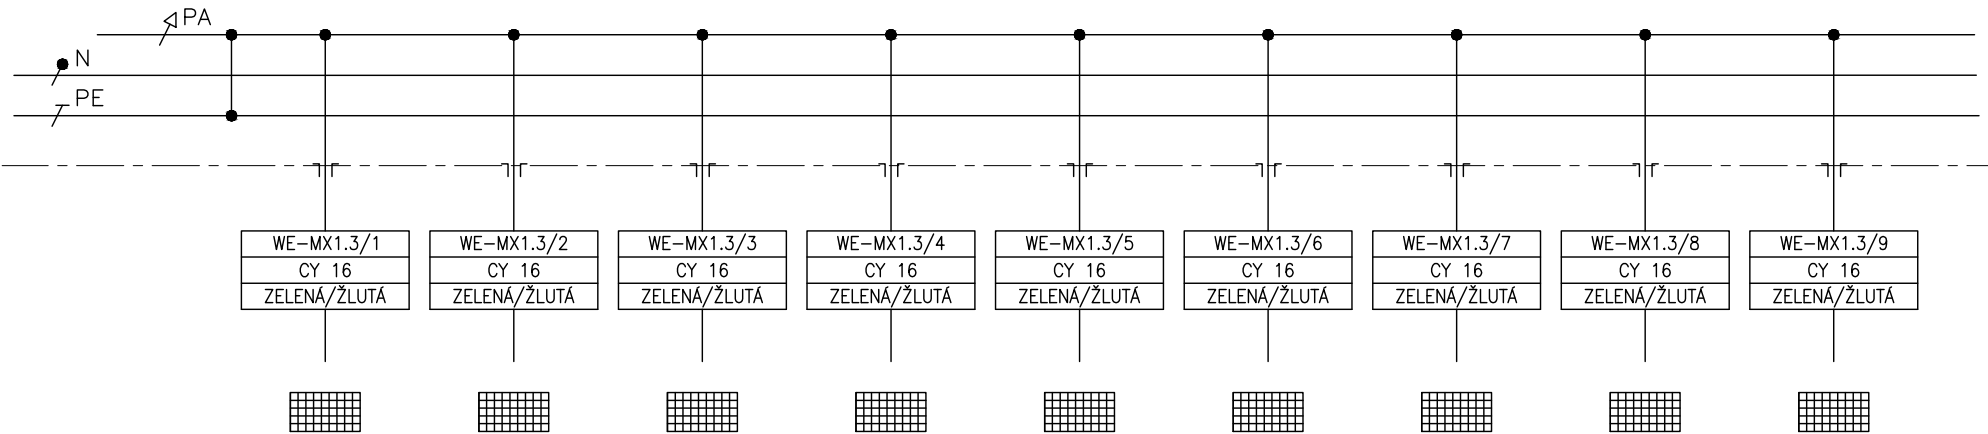 PA
N
PE
WE-MX1.3/1
CY 16
ZELENÁ/ŽLUTÁ
WE-MX1.3/2
CY 16
ZELENÁ/ŽLUTÁ
WE-MX1.3/3
CY 16
ZELENÁ/ŽLUTÁ
WE-MX1.3/4
CY 16
ZELENÁ/ŽLUTÁ
WE-MX1.3/5
CY 16
ZELENÁ/ŽLUTÁ
WE-MX1.3/6
CY 16
ZELENÁ/ŽLUTÁ
WE-MX1.3/7
CY 16
ZELENÁ/ŽLUTÁ
WE-MX1.3/8
CY 16
ZELENÁ/ŽLUTÁ
WE-MX1.3/9
CY 16
ZELENÁ/ŽLUTÁ